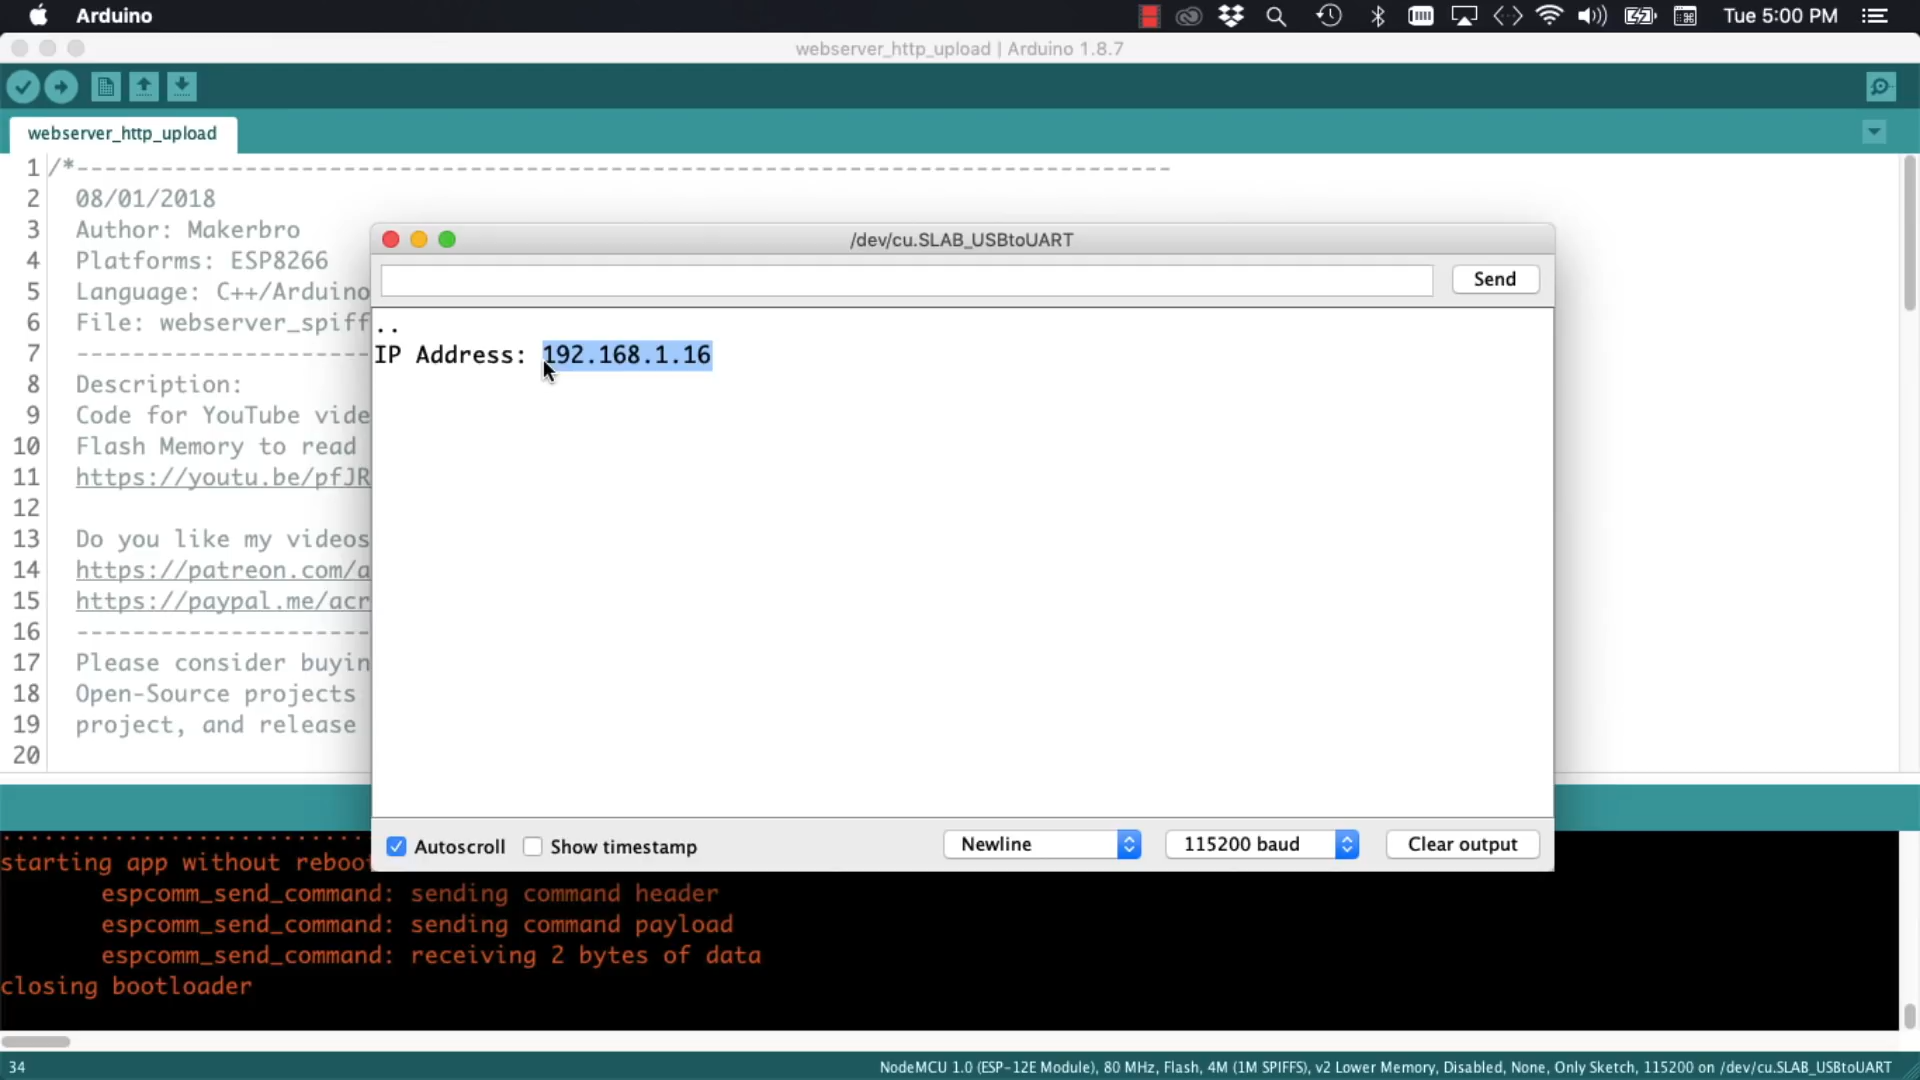 Arduino
Tue 5:00 PM
webserver_http_upload | Arduino 1.8.7
webserver_http_upload
1 /*------------------------------------------------------------------------------
2 08/01/2018
3 Author: Makerbro
4 Platforms: ESP8266
5 Language: C++/Arduino
6 File: webserver_spiff
7 ---------------------
8 Description:
9 Code for YouTube vide
10 Flash Memory to read
11 https://youtu.be/pfJR
12
13 Do you like my videos
14 https://patreon.com/a
15 https://paypal.me/acr
16 ---------------------
17 Please consider buyin
18 Open-Source projects
19 project, and release
20
/dev/cu.SLAB_USBtoUART
Send
..
IP Address: 192.168.1.16
Autoscroll
Show timestamp
Newline
115200 baud
Clear output
starting app without reboot
espcomm_send_command: sending command header
espcomm_send_command: sending command payload
espcomm_send_command: receiving 2 bytes of data
closing bootloader
34
NodeMCU 1.0 (ESP-12E Module), 80 MHz, Flash, 4M (1M SPIFFS), v2 Lower Memory, Disabled, None, Only Sketch, 115200 on /dev/cu.SLAB_USBtoUART